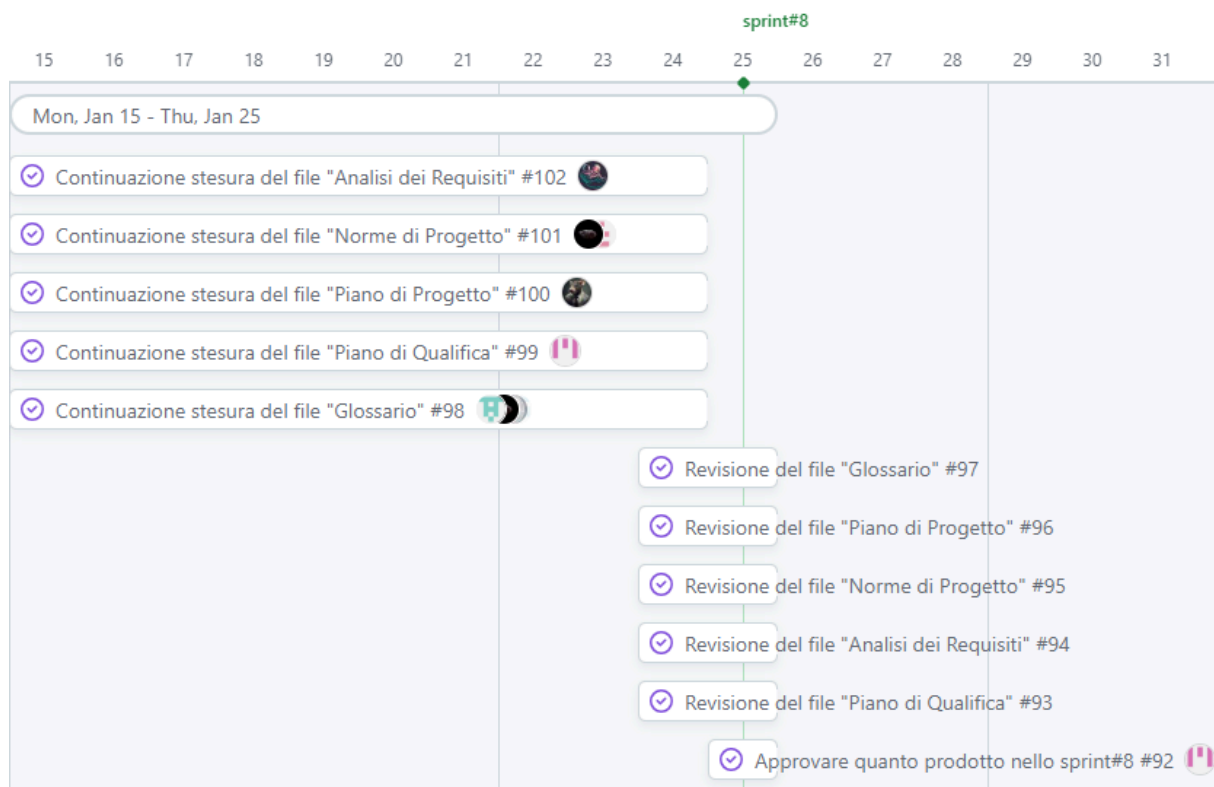 sprint#8
15 16 17 18 19 20 21 22 23 24 25 26 27 28 29 30 31
Mon, Jan 15 - Thu, Jan 25
Continuazione stesura del file "Analisi dei Requisiti" #102
Continuazione stesura del file "Norme di Progetto" #101
Continuazione stesura del file "Piano di Progetto" #100
Continuazione stesura del file "Piano di Qualifica" #99
Continuazione stesura del file "Glossario" #98
Revisione del file "Glossario" #97
Revisione del file "Piano di Progetto" #96
Revisione del file "Norme di Progetto" #95
Revisione del file "Analisi dei Requisiti" #94
Revisione del file "Piano di Qualifica" #93
Approvare quanto prodotto nello sprint#8 #92